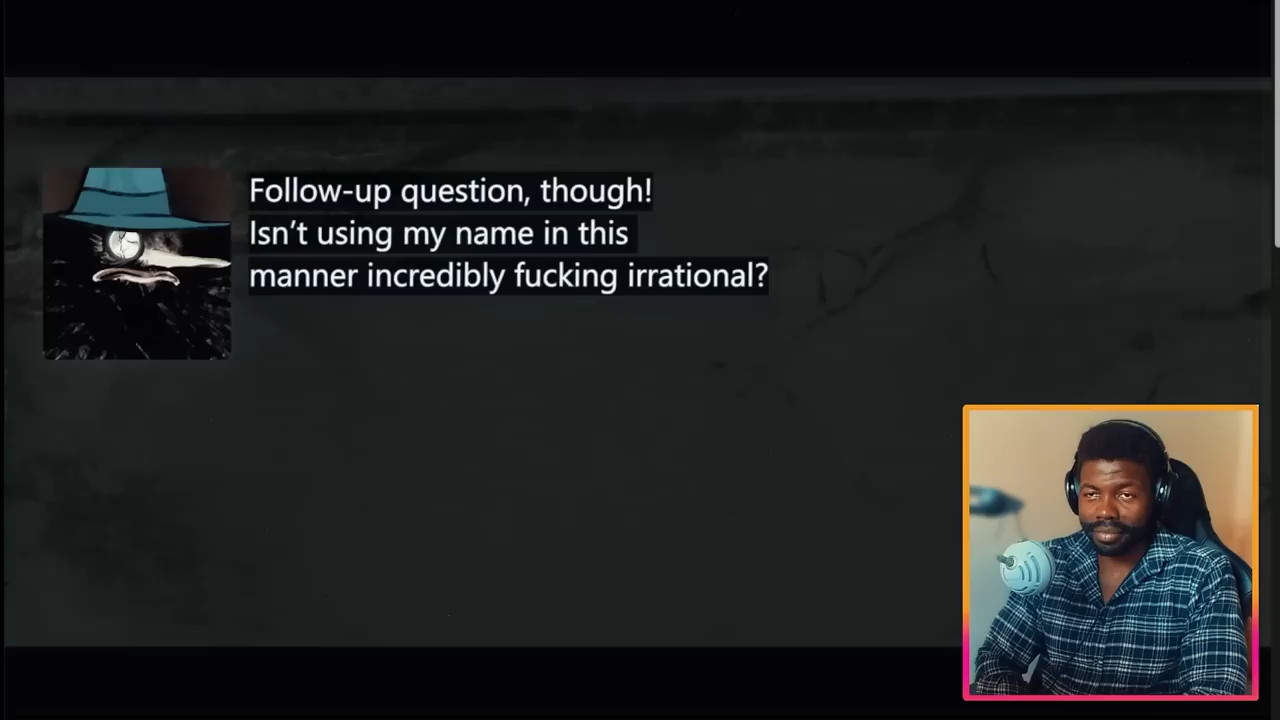 Follow-up question, though!
Isn’t using my name in this
manner incredibly fucking irrational?